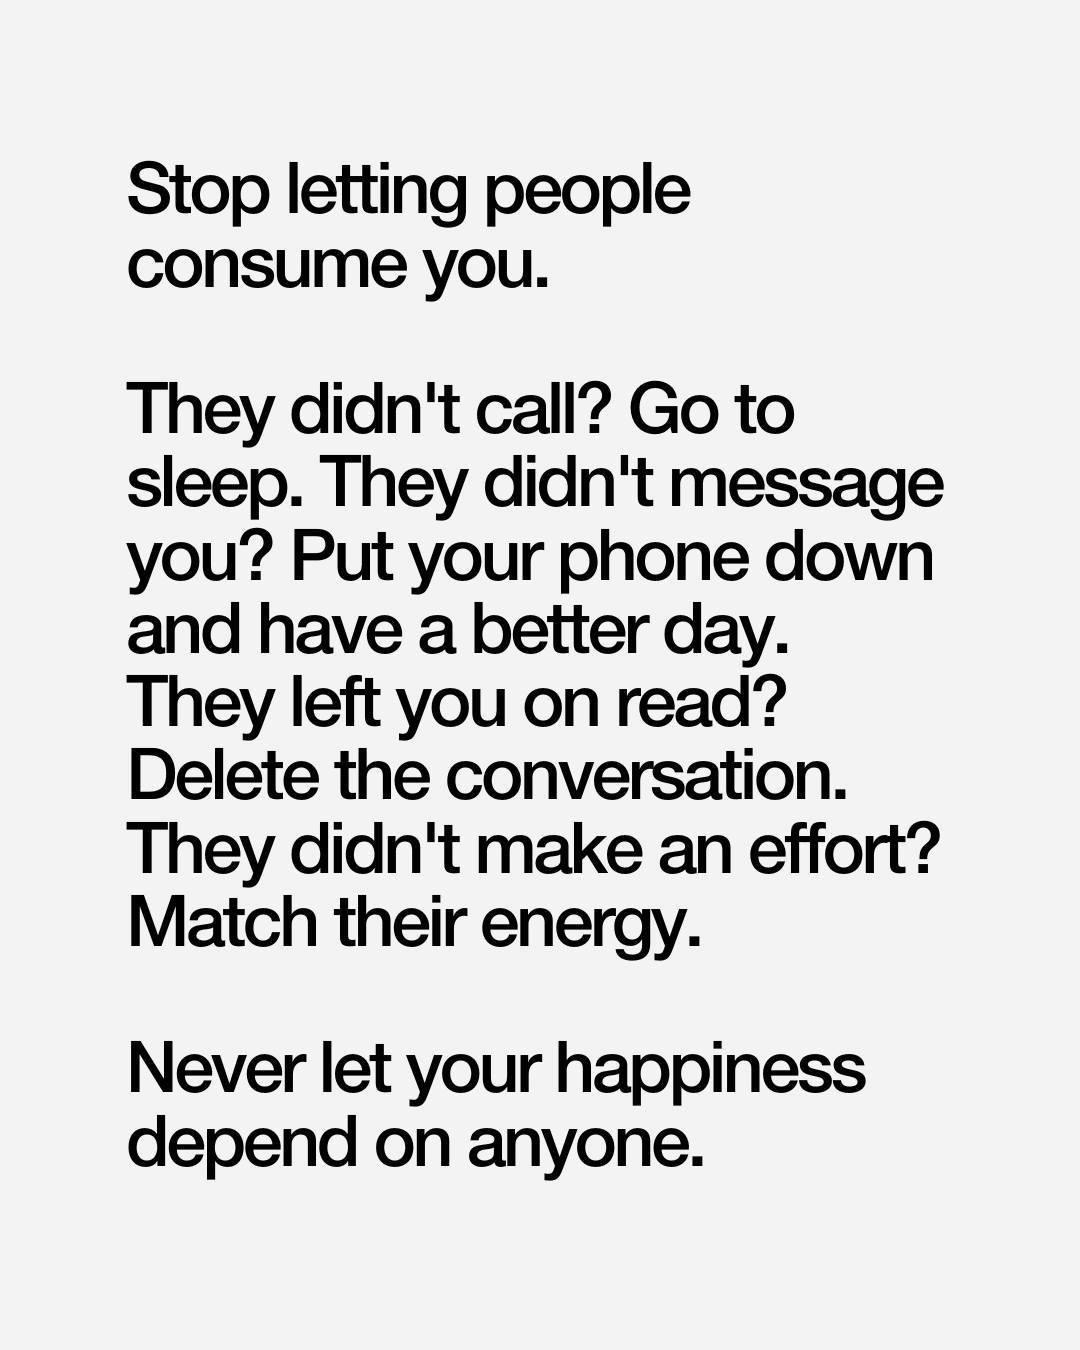 Stop letting people
consume you.
They didn't call? Go to
sleep. They didn't message
you? Put your phone down
and have a better day.
They left you on read?
Delete the conversation.
They didn't make an effort?
Match their energy.
Never let your happiness
depend on anyone.